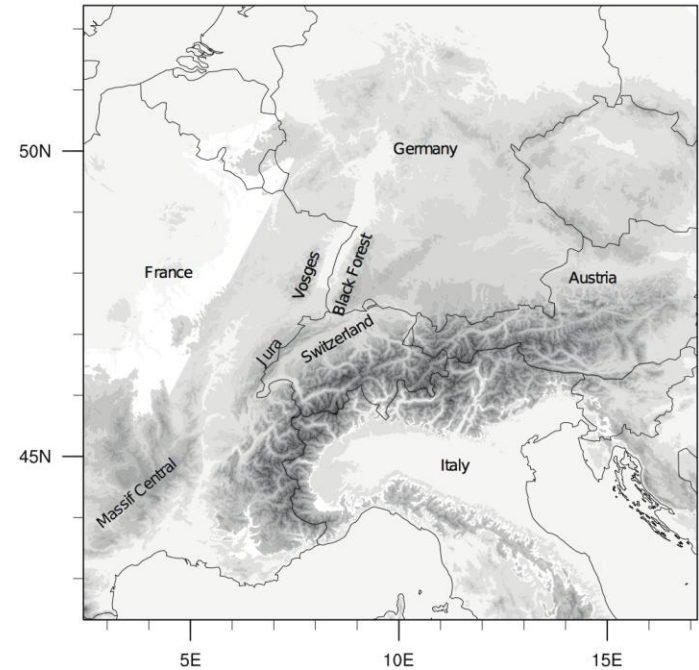 50N
Germany
France
Vosges
Black Forest
Austria
Jura
Switzerland
45N
Italy
Massif Central
5E
10E
15E